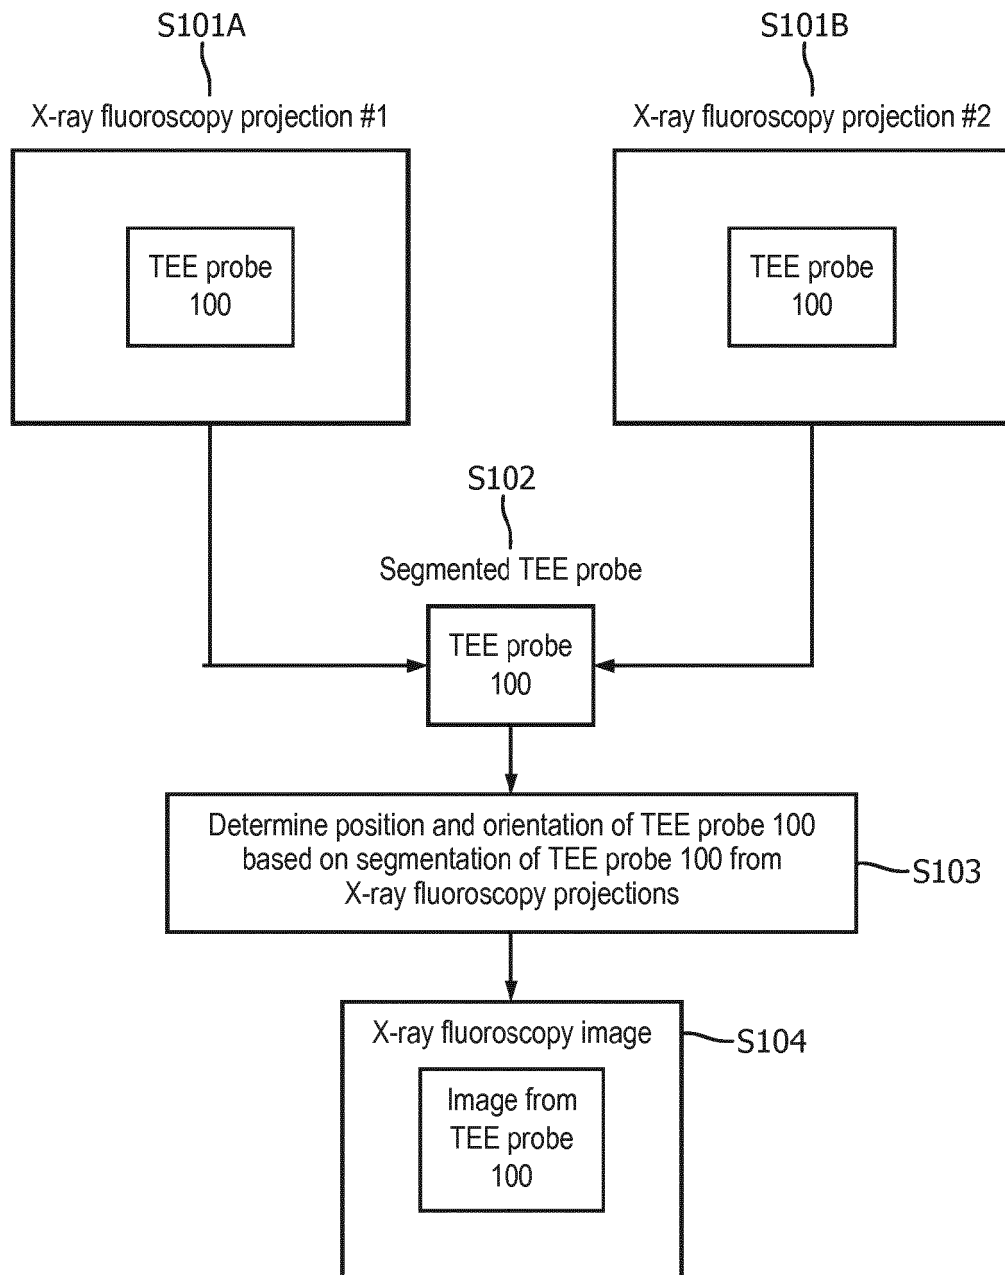 S101A
S101B
X-ray fluoroscopy projection #1
X-ray fluoroscopy projection #2
TEE probe
100
TEE probe
100
S102
Segmented TEE probe
TEE probe
100
Determine position and orientation of TEE probe 100
based on segmentation of TEE probe 100 from
X-ray fluoroscopy projections
S103
X-ray fluoroscopy image
S104
Image from
TEE probe
100